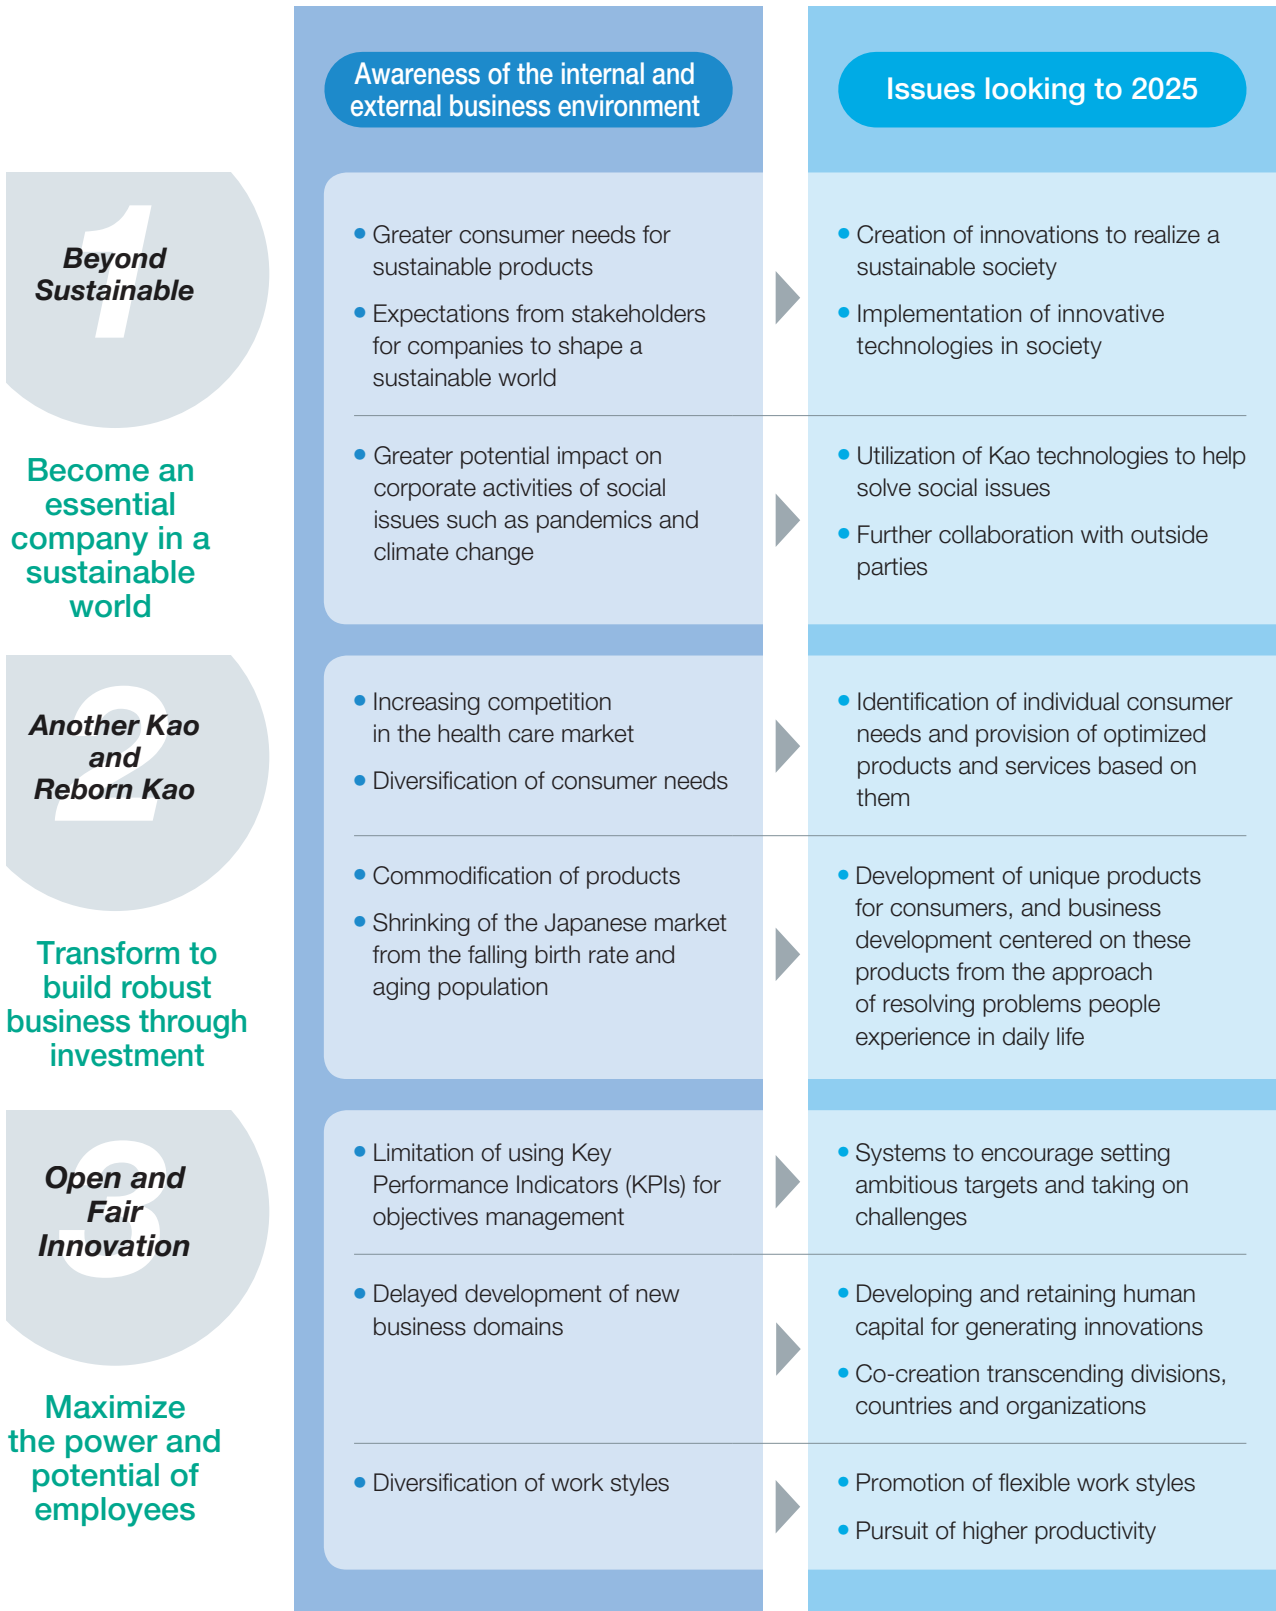 Awareness of the internal and
external business environment
Issues looking to 2025
1
Beyond
Sustainable
Become an
essential
company in a
sustainable
world
• Greater consumer needs for
sustainable products
• Expectations from stakeholders
for companies to shape a
sustainable world
• Creation of innovations to realize a
sustainable society
• Implementation of innovative
technologies in society
• Greater potential impact on
corporate activities of social
issues such as pandemics and
climate change
• Utilization of Kao technologies to help
solve social issues
• Further collaboration with outside
parties
2
Another Kao
and
Reborn Kao
Transform to
build robust
business through
investment
• Increasing competition
in the health care market
• Diversification of consumer needs
• Identification of individual consumer
needs and provision of optimized
products and services based on
them
• Commodification of products
• Shrinking of the Japanese market
from the falling birth rate and
aging population
• Development of unique products
for consumers, and business
development centered on these
products from the approach
of resolving problems people
experience in daily life
3
Open and
Fair
Innovation
Maximize
the power and
potential of
employees
• Limitation of using Key
Performance Indicators (KPIs) for
objectives management
• Systems to encourage setting
ambitious targets and taking on
challenges
• Delayed development of new
business domains
• Developing and retaining human
capital for generating innovations
• Co-creation transcending divisions,
countries and organizations
• Diversification of work styles
• Promotion of flexible work styles
• Pursuit of higher productivity